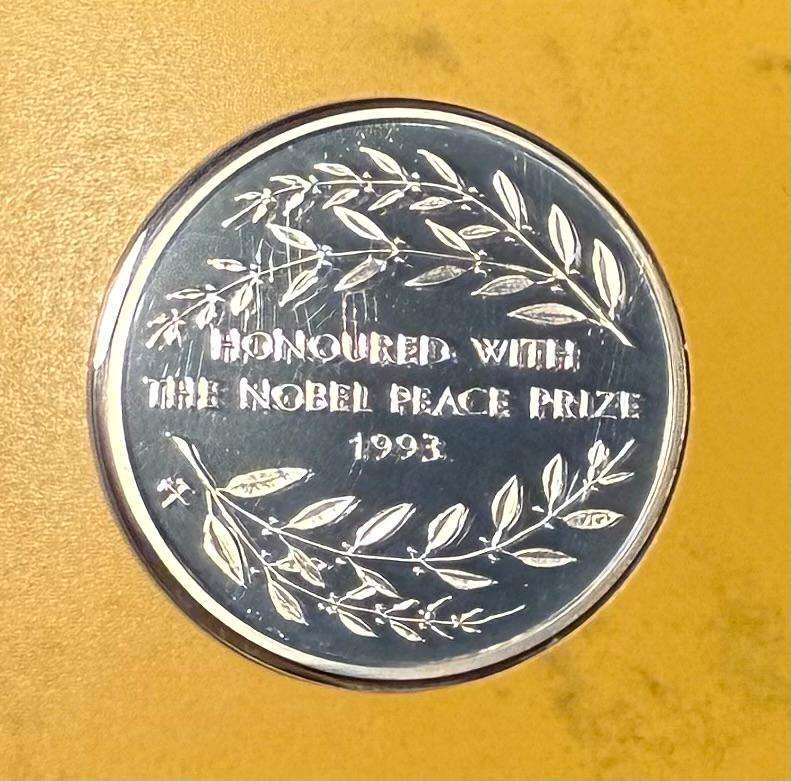 HONOURED WITH
THE NOBEL PEACE PRIZE
1993